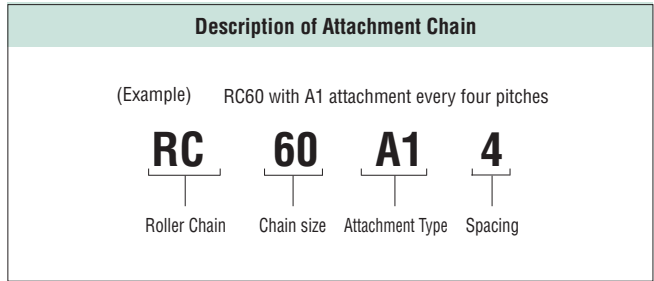 Description of Attachment Chain
(Example) RC60 with A1 attachment every four pitches
RC 60 A1 4
Roller Chain Chain size Attachment Type Spacing